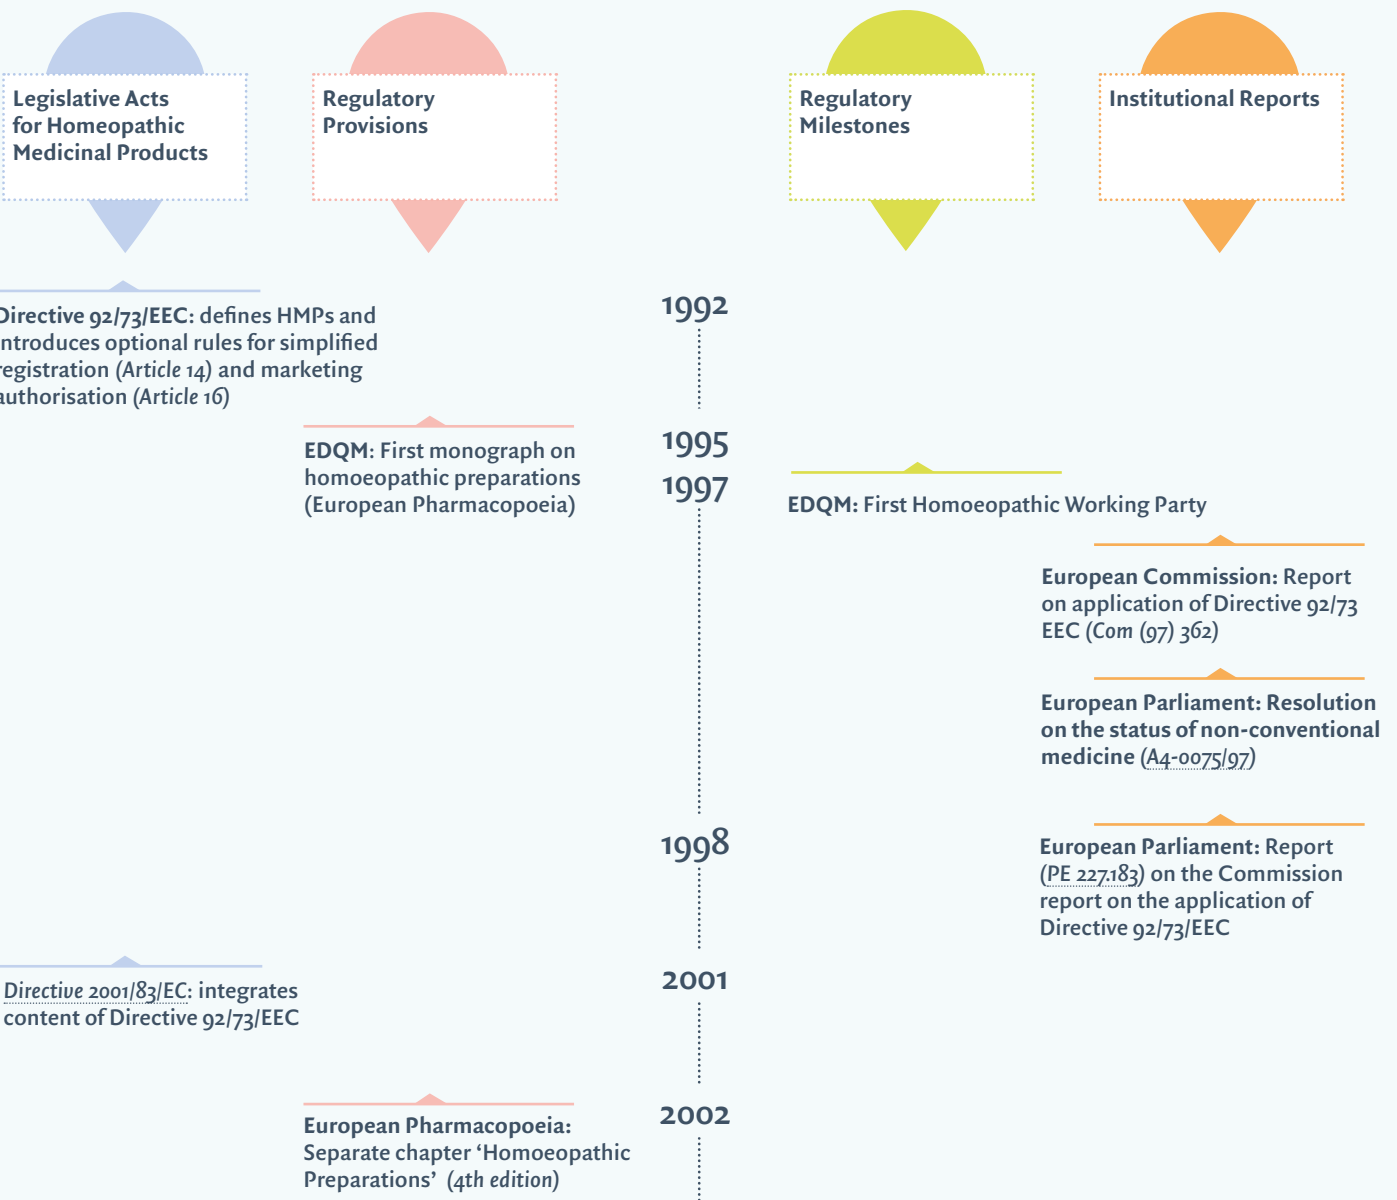 Legislative Acts
for Homeopathic
Medicinal Products
Regulatory
Provisions
Regulatory
Milestones
Institutional Reports
1992
Directive 92/73/EEC: defines HMPs and
introduces optional rules for simplified
registration (Article 14) and marketing
authorisation (Article 16)
1995
EDQM: First monograph on
homoeopathic preparations
(European Pharmacopoeia)
1997
EDQM: First Homoeopathic Working Party
European Commission: Report
on application of Directive 92/73
EEC (Com (97) 362)
European Parliament: Resolution
on the status of non-conventional
medicine (A4-0075/97)
1998
European Parliament: Report
(PE 227.183) on the Commission
report on the application of
Directive 92/73/EEC
2001
Directive 2001/83/EC: integrates
content of Directive 92/73/EEC
2002
European Pharmacopoeia:
Separate chapter ‘Homoeopathic
Preparations’ (4th edition)